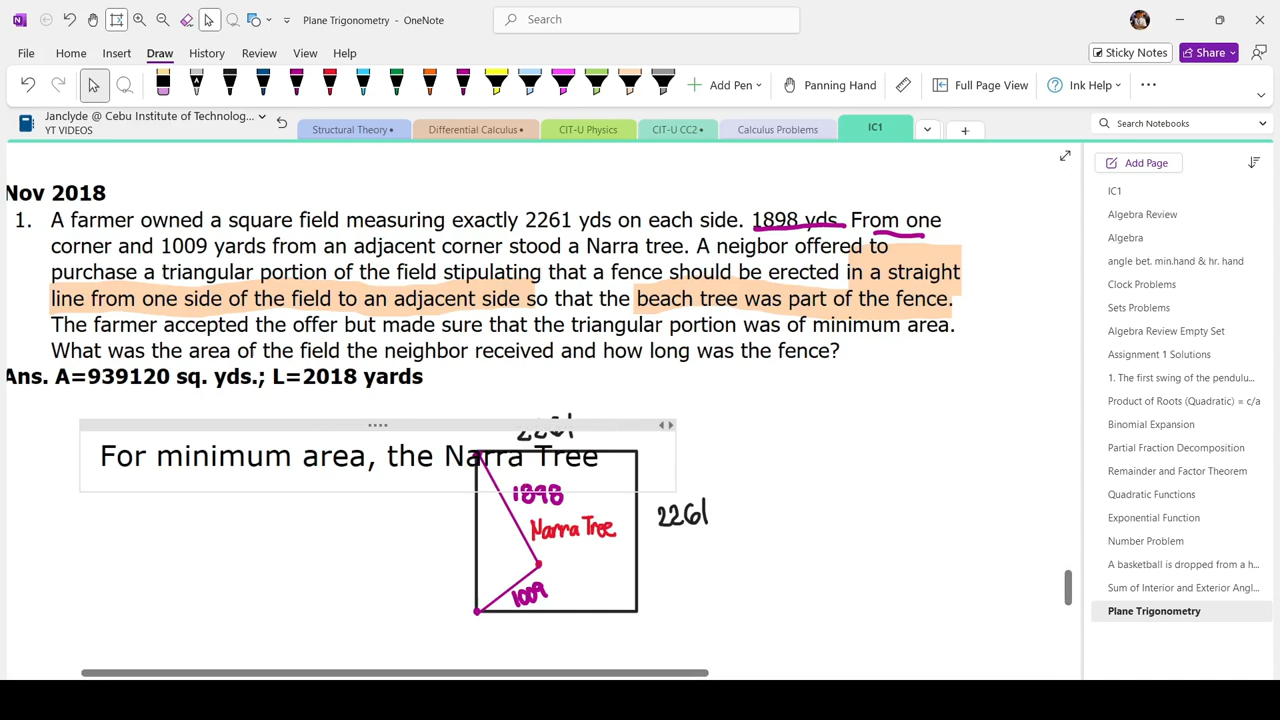 Plane Trigonometry - OneNote
Search
File Home Insert Draw History Review View Help
Sticky Notes
Share
Add Pen
Panning Hand
Full Page View
Ink Help
Janclyde @ Cebu Institute of Technolog...
YT VIDEOS
Structural Theory
Differential Calculus
CIT-U Physics
CIT-U CC2
Calculus Problems
IC1
Search Notebooks
Add Page
Nov 2018
1. A farmer owned a square field measuring exactly 2261 yds on each side. 1898 yds. From one
corner and 1009 yards from an adjacent corner stood a Narra tree. A neigbor offered to
purchase a triangular portion of the field stipulating that a fence should be erected in a straight
line from one side of the field to an adjacent side so that the beach tree was part of the fence.
The farmer accepted the offer but made sure that the triangular portion was of minimum area.
What was the area of the field the neighbor received and how long was the fence?
Ans. A=939120 sq. yds.; L=2018 yards
2261
For minimum area, the Narra Tree
1898
2261
Narra Tree
1009
IC1
Algebra Review
Algebra
angle bet. min.hand & hr. hand
Clock Problems
Sets Problems
Algebra Review Empty Set
Assignment 1 Solutions
1. The first swing of the pendulu...
Product of Roots (Quadratic) = c/a
Binomial Expansion
Partial Fraction Decomposition
Remainder and Factor Theorem
Quadratic Functions
Exponential Function
Number Problem
A basketball is dropped from a h...
Sum of Interior and Exterior Angl...
Plane Trigonometry